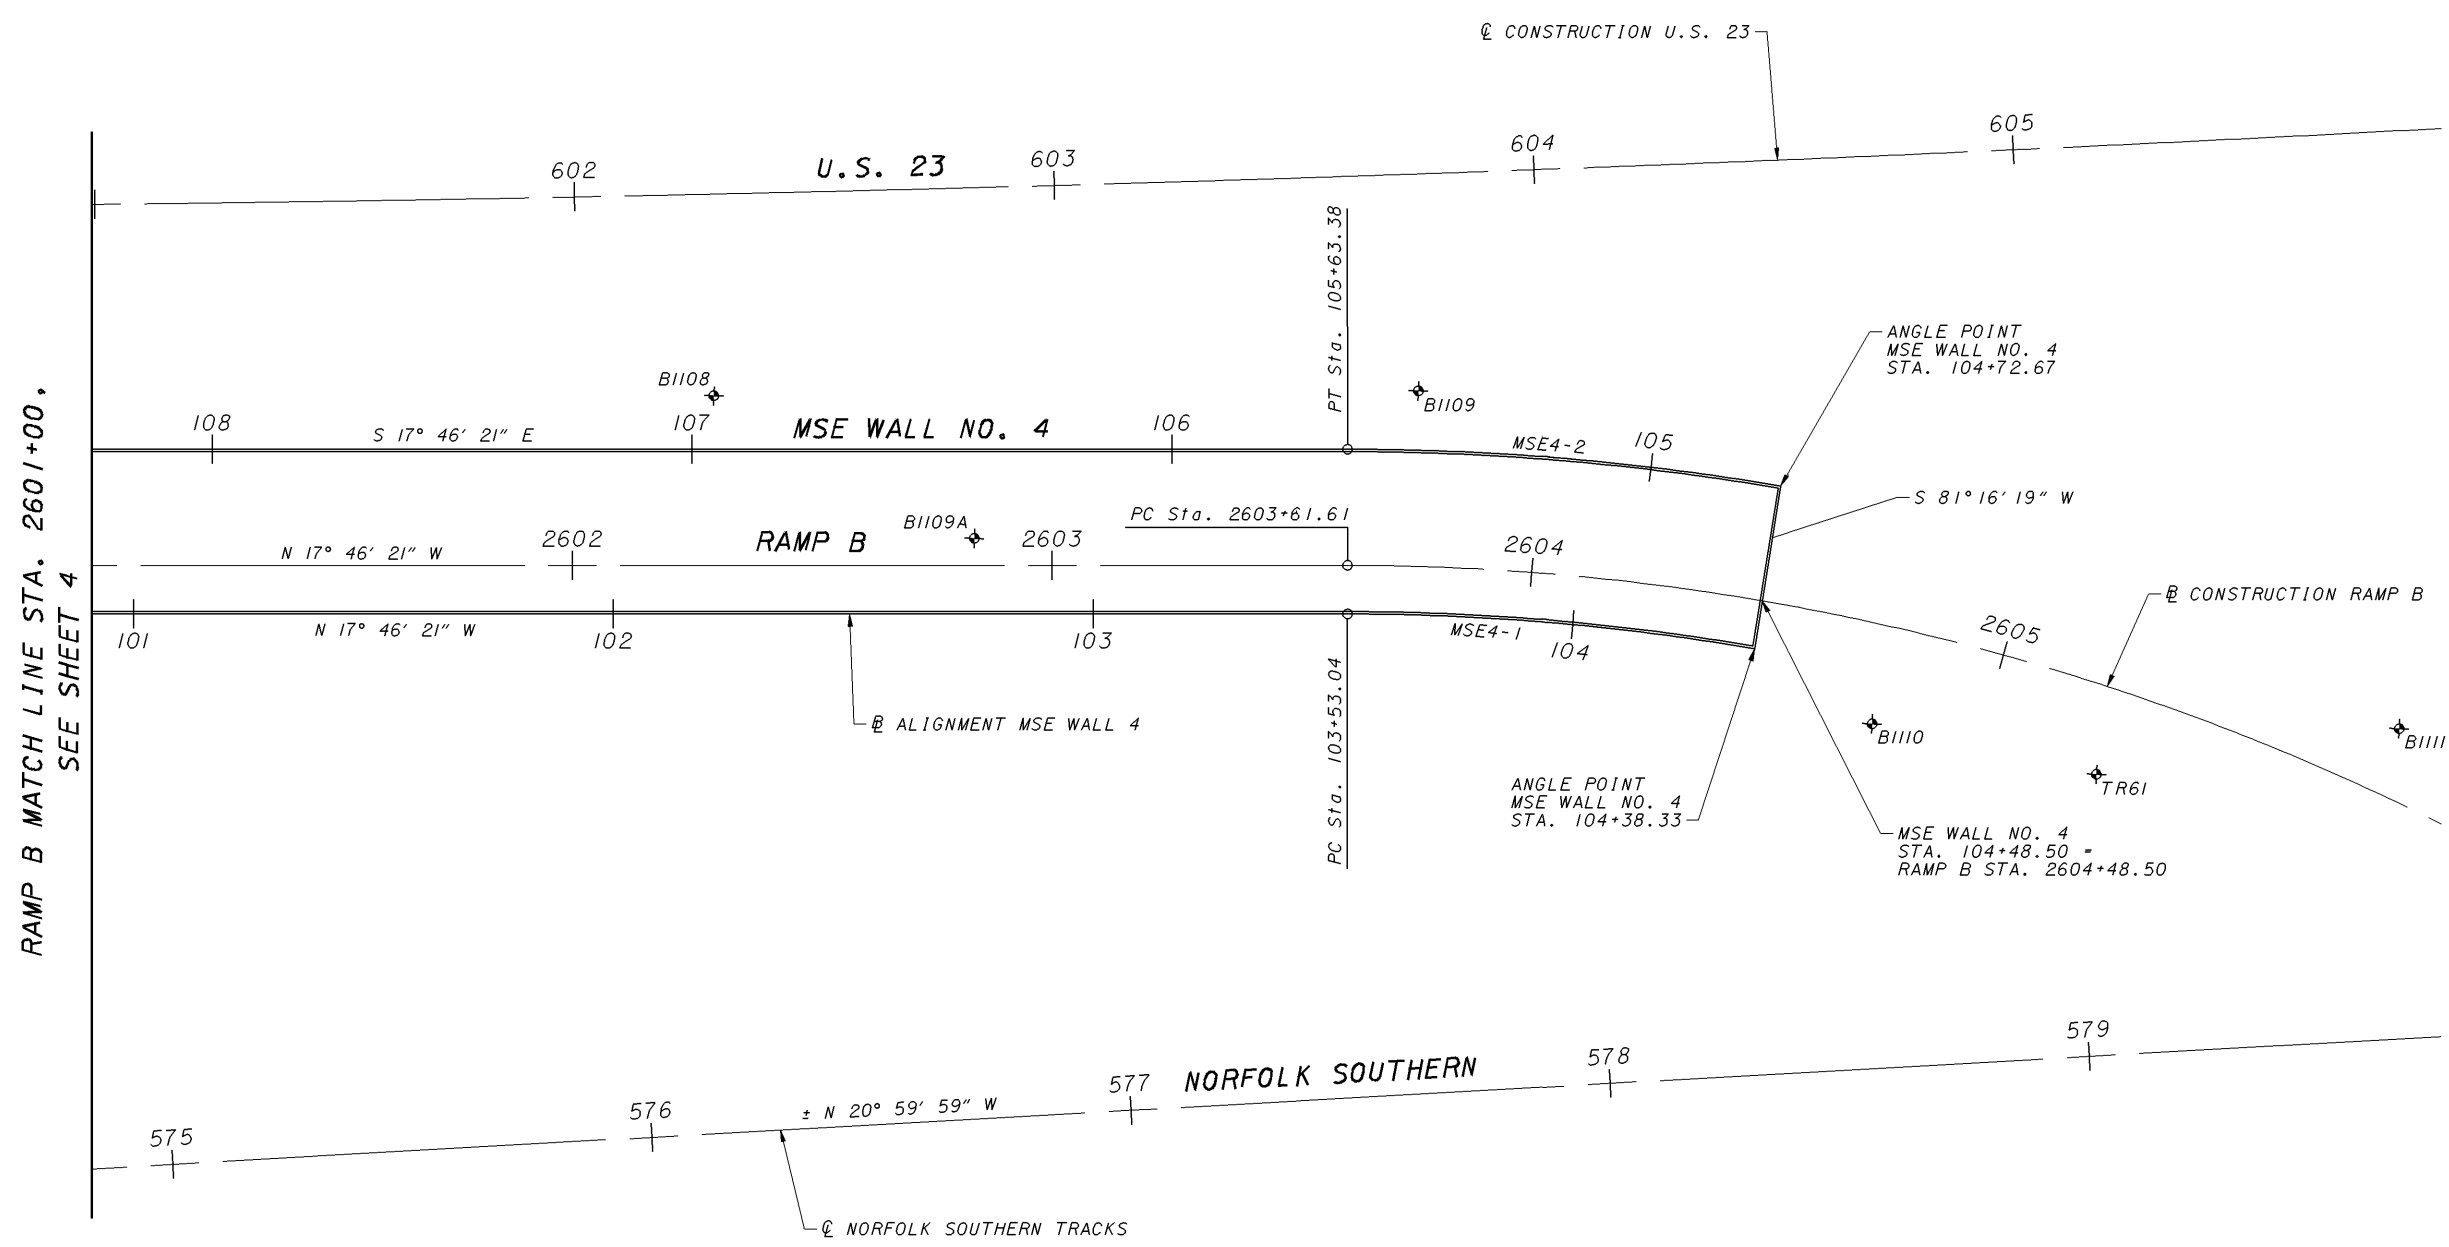 ℄ CONSTRUCTION U.S. 23
602
U.S. 23
603
604
605
RAMP B MATCH LINE STA. 2601+00,
SEE SHEET 4
PT Sta. 105+63.38
ANGLE POINT
MSE WALL NO. 4
STA. 104+72.67
B1108
B1109
108
S 17° 46' 21" E
107
MSE WALL NO. 4
106
MSE4-2
105
S 81°16'19" W
N 17° 46' 21" W
2602
RAMP B
B1109A
2603
PC Sta. 2603+61.61
2604
2605
℄ CONSTRUCTION RAMP B
101
N 17° 46' 21" W
102
103
MSE4-1
104
PC Sta. 103+53.04
℄ ALIGNMENT MSE WALL 4
B1110
B1111
TR61
ANGLE POINT
MSE WALL NO. 4
STA. 104+38.33
MSE WALL NO. 4
STA. 104+48.50 =
RAMP B STA. 2604+48.50
575
576
± N 20° 59' 59" W
577
NORFOLK SOUTHERN
578
579
℄ NORFOLK SOUTHERN TRACKS